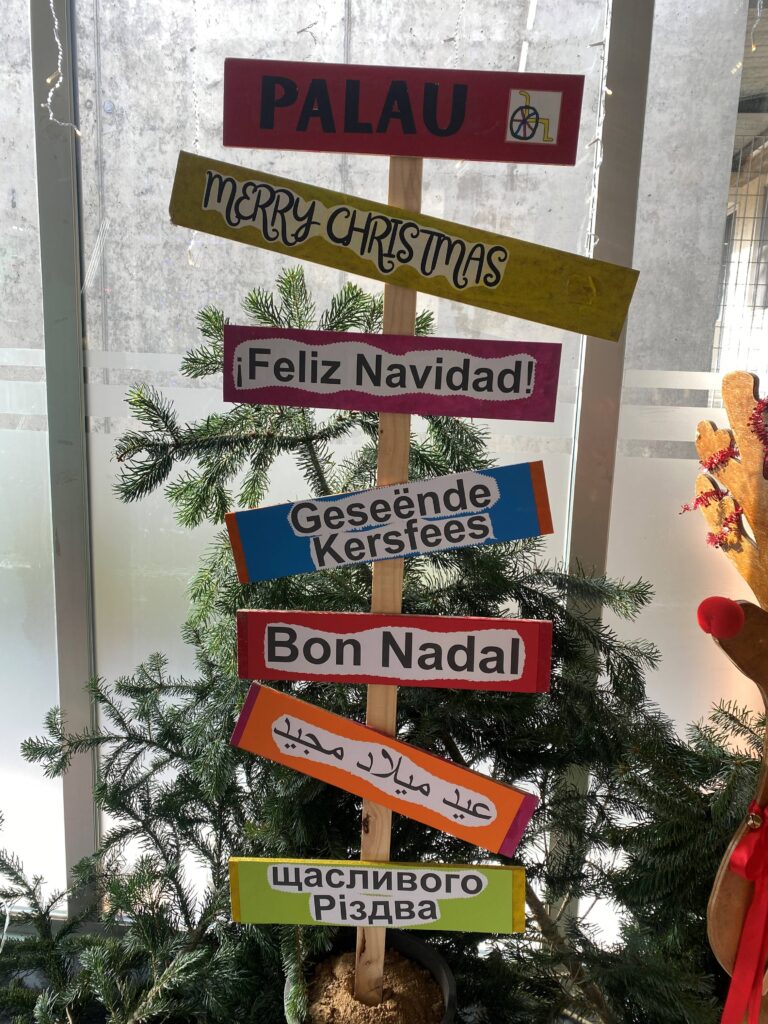 PALAU
MERRY CHRISTMAS
¡Feliz Navidad!
Geseënde
Kersfees
Bon Nadal
عيد ميلاد مجيد
щасливого
Різдва